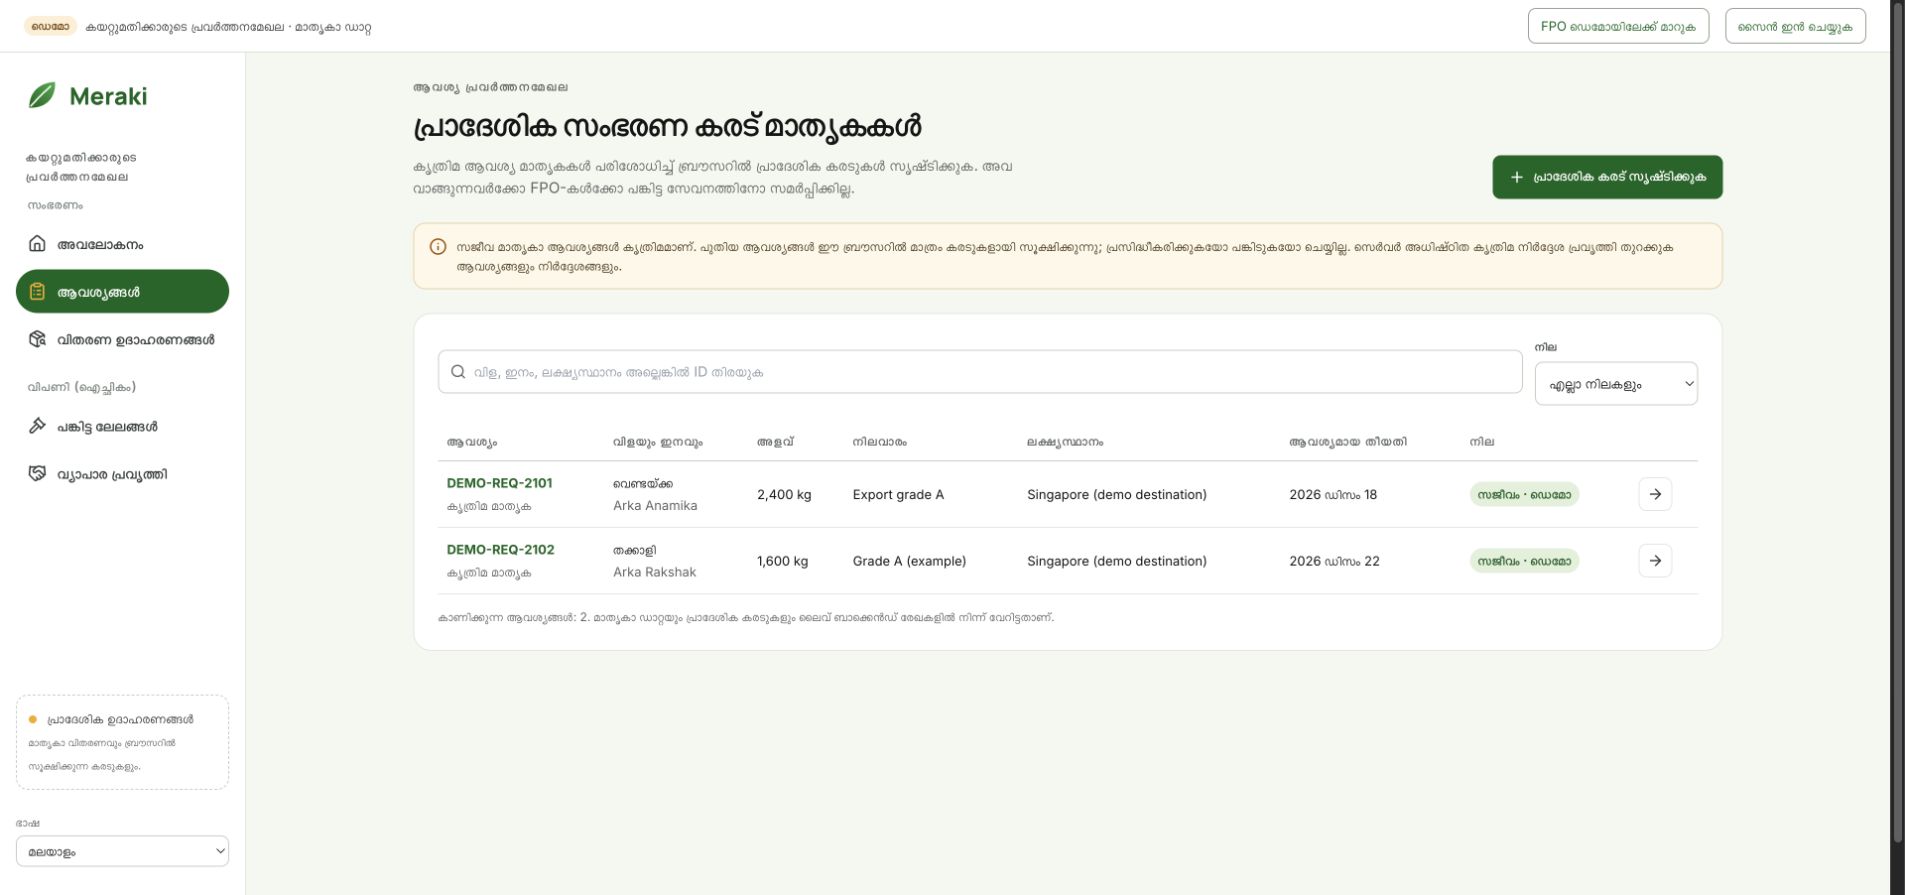 ഡെമോ കയറ്റുമതിക്കാരുടെ പ്രവർത്തനമേഖല · മാതൃകാ ഡാറ്റ
FPO ഡെമോയിലേക്ക് മാറുക
സൈൻ ഇൻ ചെയ്യുക
Meraki
കയറ്റുമതിക്കാരുടെ
പ്രവർത്തനമേഖല
സംഭരണം
അവലോകനം
ആവശ്യങ്ങൾ
വിതരണ ഉദാഹരണങ്ങൾ
വിപണി (ഐച്ഛികം)
പങ്കിട്ട ലേലങ്ങൾ
വ്യാപാര പ്രവൃത്തി
പ്രാദേശിക ഉദാഹരണങ്ങൾ
മാതൃകാ വിതരണവും ബ്രൗസറിൽ
സൂക്ഷിക്കുന്ന കരടുകളും.
ഭാഷ
മലയാളം
ആവശ്യ പ്രവർത്തനമേഖല
പ്രാദേശിക സംഭരണ കരട് മാതൃകകൾ
കൃത്രിമ ആവശ്യ മാതൃകകൾ പരിശോധിച്ച് ബ്രൗസറിൽ പ്രാദേശിക കരടുകൾ സൃഷ്ടിക്കുക. അവ
വാങ്ങുന്നവർക്കോ FPO-കൾക്കോ പങ്കിട്ട സേവനത്തിനോ സമർപ്പിക്കില്ല.
+ പ്രാദേശിക കരട് സൃഷ്ടിക്കുക
സജീവ മാതൃകാ ആവശ്യങ്ങൾ കൃത്രിമമാണ്. പുതിയ ആവശ്യങ്ങൾ ഈ ബ്രൗസറിൽ മാത്രം കരടുകളായി സൂക്ഷിക്കുന്നു; പ്രസിദ്ധീകരിക്കുകയോ പങ്കിടുകയോ ചെയ്യില്ല. സെർവർ അധിഷ്ഠിത കൃത്രിമ നിർദ്ദേശ പ്രവൃത്തി തുറക്കുക
ആവശ്യങ്ങളും നിർദ്ദേശങ്ങളും.
വിള, ഇനം, ലക്ഷ്യസ്ഥാനം അല്ലെങ്കിൽ ID തിരയുക
നില
എല്ലാ നിലകളും
ആവശ്യം വിളയും ഇനവും അളവ് നിലവാരം ലക്ഷ്യസ്ഥാനം ആവശ്യമായ തീയതി നില
DEMO-REQ-2101 വെണ്ടയ്ക്ക 2,400 kg Export grade A Singapore (demo destination) 2026 ഡിസം 18 സജീവം · ഡെമോ
കൃത്രിമ മാതൃക Arka Anamika
DEMO-REQ-2102 തക്കാളി 1,600 kg Grade A (example) Singapore (demo destination) 2026 ഡിസം 22 സജീവം · ഡെമോ
കൃത്രിമ മാതൃക Arka Rakshak
കാണിക്കുന്ന ആവശ്യങ്ങൾ: 2. മാതൃകാ ഡാറ്റയും പ്രാദേശിക കരടുകളും ലൈവ് ബാക്കെൻഡ് രേഖകളിൽ നിന്ന് വേറിട്ടതാണ്.